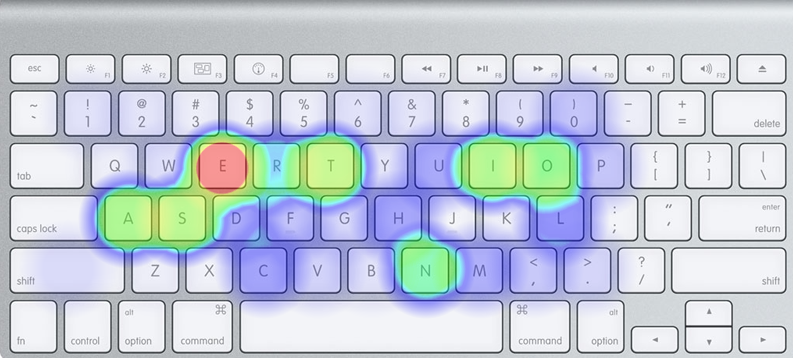 esc F1 F2 F3 F4 F5 F6 F7 F8 F9 F10 F11 F12
~ ! @ # $ % ^ & * ( ) – +
` 1 2 3 4 5 6 7 8 9 0 - = delete
tab Q W E R T Y U I O P { [ } ] | \
caps lock A S D F G H J K L : ; " ' enter return
shift Z X C V B N M < , > . ? / shift
fn control alt option ⌘ command ⌘ command alt option